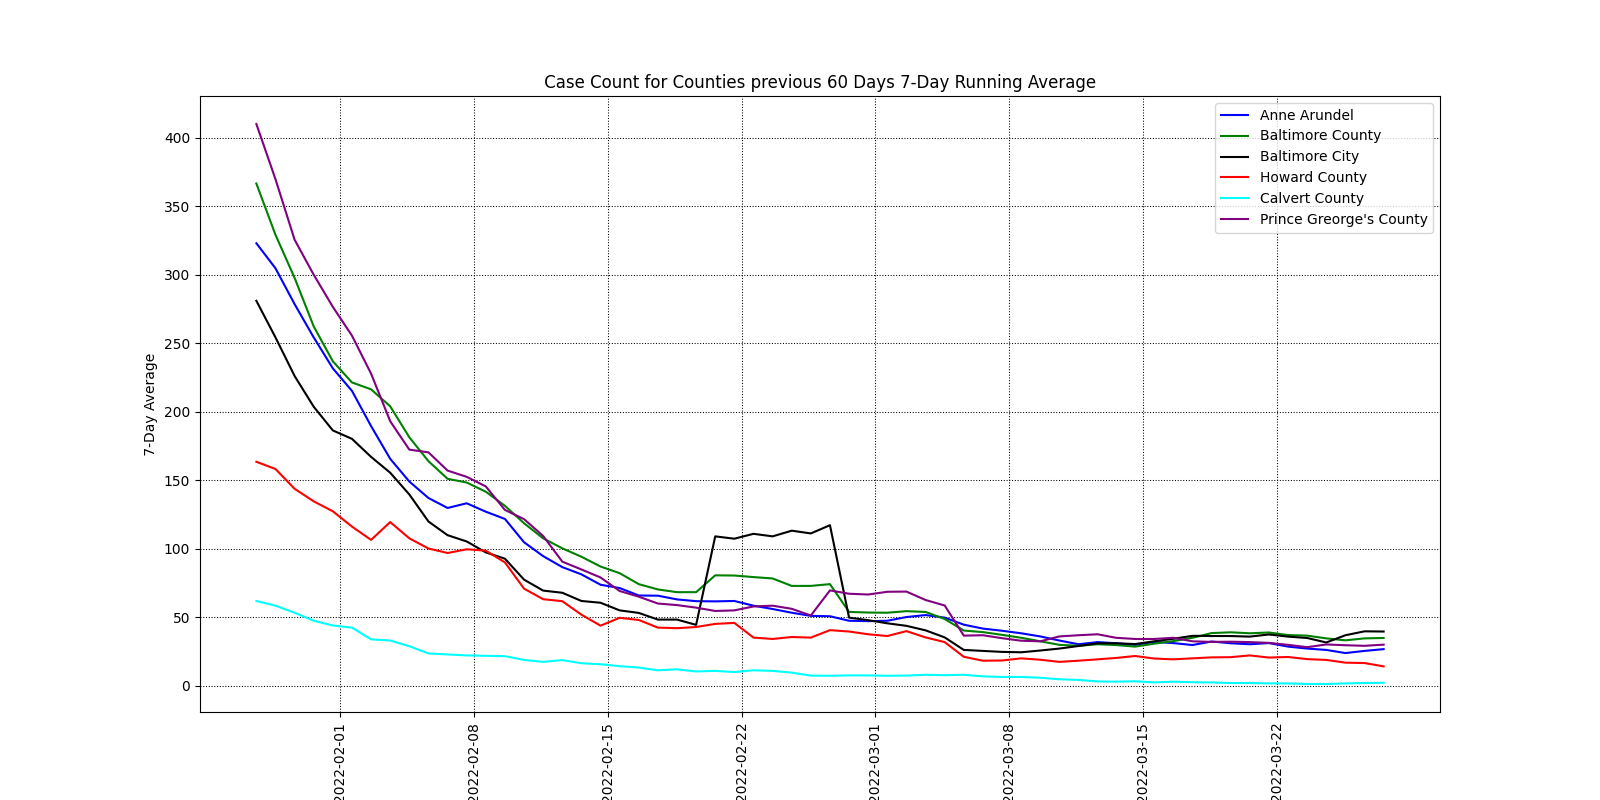 Case Count for Counties previous 60 Days 7-Day Running Average
Anne Arundel
Baltimore County
Baltimore City
Howard County
Calvert County
Prince Greorge's County
7-Day Average
400
350
300
250
200
150
100
50
0
2022-02-01
2022-02-08
2022-02-15
2022-02-22
2022-03-01
2022-03-08
2022-03-15
2022-03-22